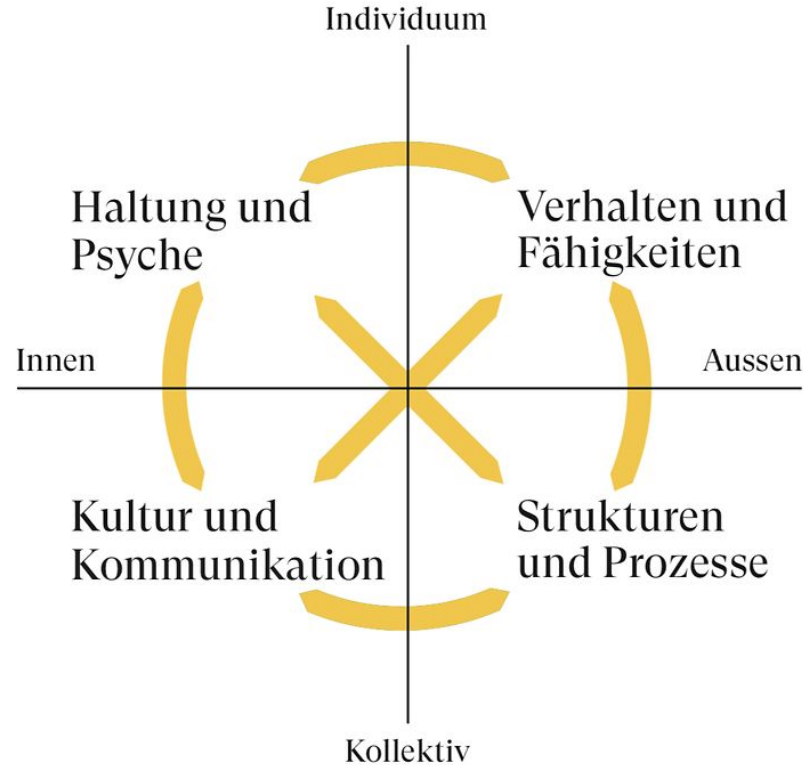 Individuum
Haltung und
Psyche
Verhalten und
Fähigkeiten
Innen
Aussen
Kultur und
Kommunikation
Strukturen
und Prozesse
Kollektiv